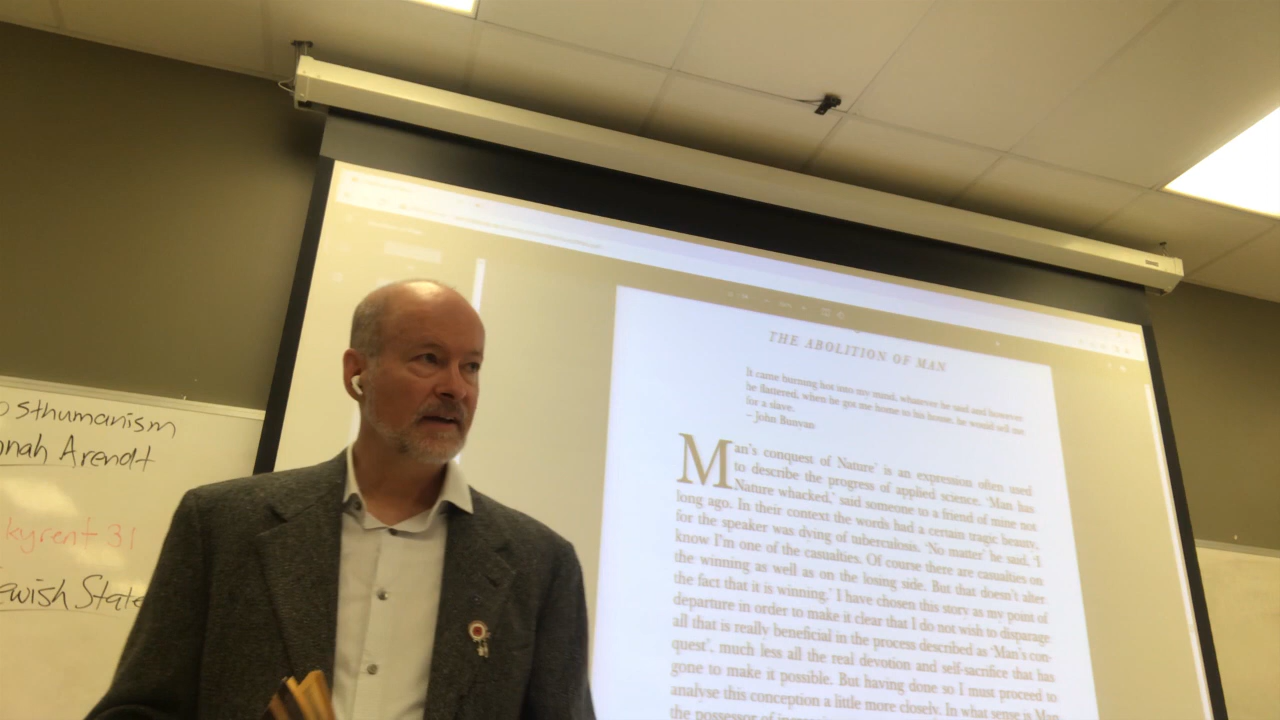 osthumanism
nnah Arendt
kyrent 31
ewish State
THE ABOLITION OF MAN
It came burning hot into my mind, whatever he said and however
he flattered, when he got me home to his house, he would sell me
for a slave.
– John Bunyan
Man's conquest of Nature' is an expression often used
to describe the progress of applied science. 'Man has
Nature whacked,' said someone to a friend of mine not
long ago. In their context the words had a certain tragic beauty,
for the speaker was dying of tuberculosis. 'No matter' he said, 'I
know I'm one of the casualties. Of course there are casualties on
the winning as well as on the losing side. But that doesn't alter
the fact that it is winning.' I have chosen this story as my point of
departure in order to make it clear that I do not wish to disparage
all that is really beneficial in the process described as 'Man's con-
quest', much less all the real devotion and self-sacrifice that has
gone to make it possible. But having done so I must proceed to
analyse this conception a little more closely. In what sense is Man
the possessor of